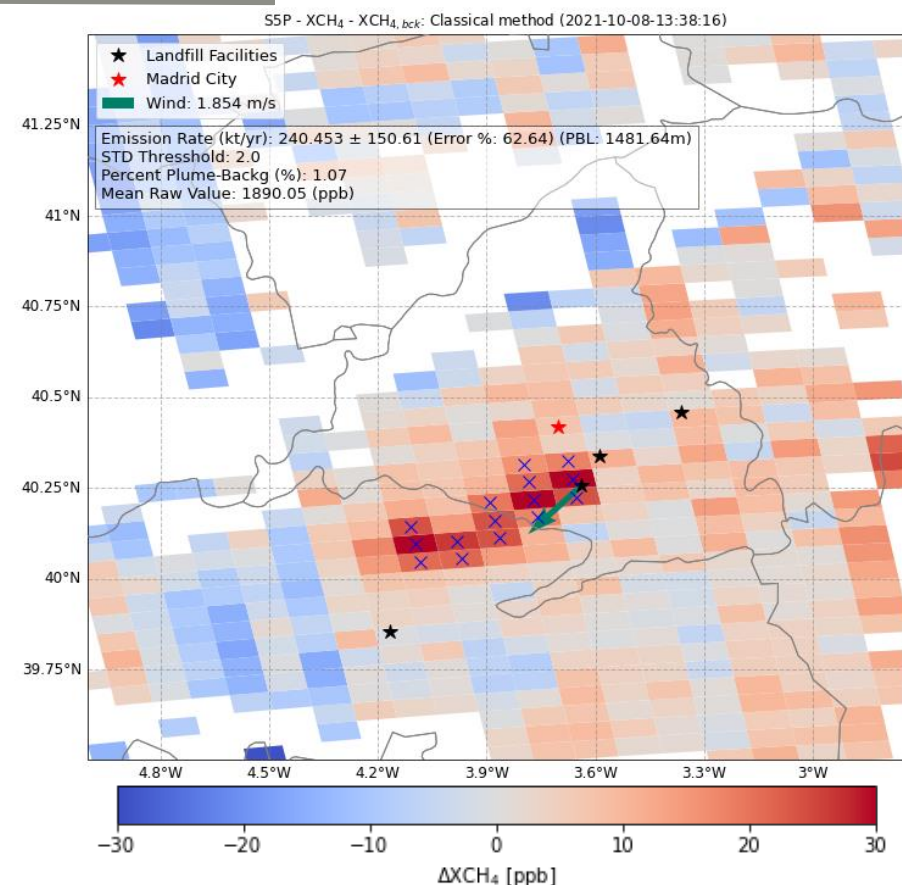 S5P - XCH₄ - XCH₄,bck: Classical method (2021-10-08-13:38:16)
Landfill Facilities
Madrid City
Wind: 1.854 m/s
Emission Rate (kt/yr): 240.453 ± 150.61 (Error %: 62.64) (PBL: 1481.64m)
STD Thresshold: 2.0
Percent Plume-Backg (%): 1.07
Mean Raw Value: 1890.05 (ppb)
41.25°N
41°N
40.75°N
40.5°N
40.25°N
40°N
39.75°N
4.8°W 4.5°W 4.2°W 3.9°W 3.6°W 3.3°W 3°W
−30 −20 −10 0 10 20 30
ΔXCH₄ [ppb]